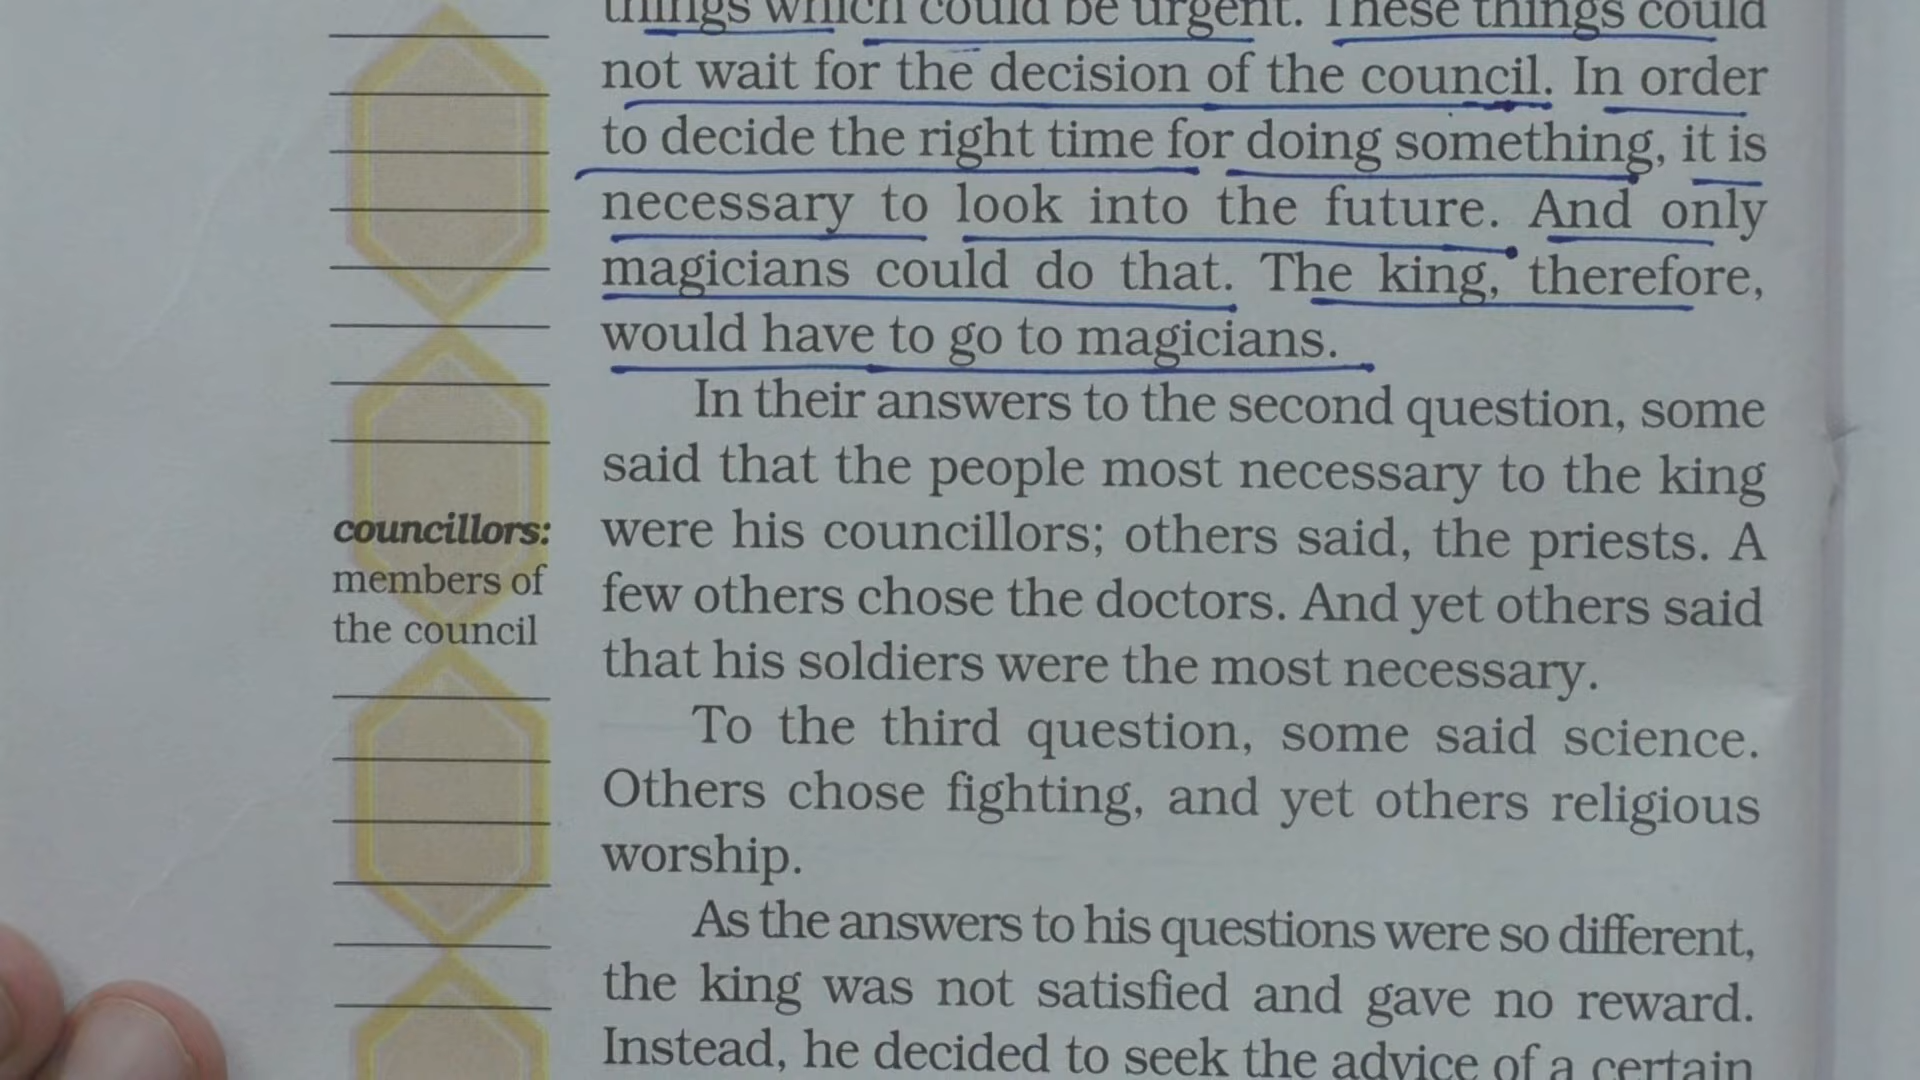 things which could be urgent. These things could
not wait for the decision of the council. In order
to decide the right time for doing something, it is
necessary to look into the future. And only
magicians could do that. The king, therefore,
would have to go to magicians.
In their answers to the second question, some
said that the people most necessary to the king
were his councillors; others said, the priests. A
few others chose the doctors. And yet others said
that his soldiers were the most necessary.
To the third question, some said science.
Others chose fighting, and yet others religious
worship.
As the answers to his questions were so different,
the king was not satisfied and gave no reward.
Instead, he decided to seek the advice of a certain
councillors:
members of
the council